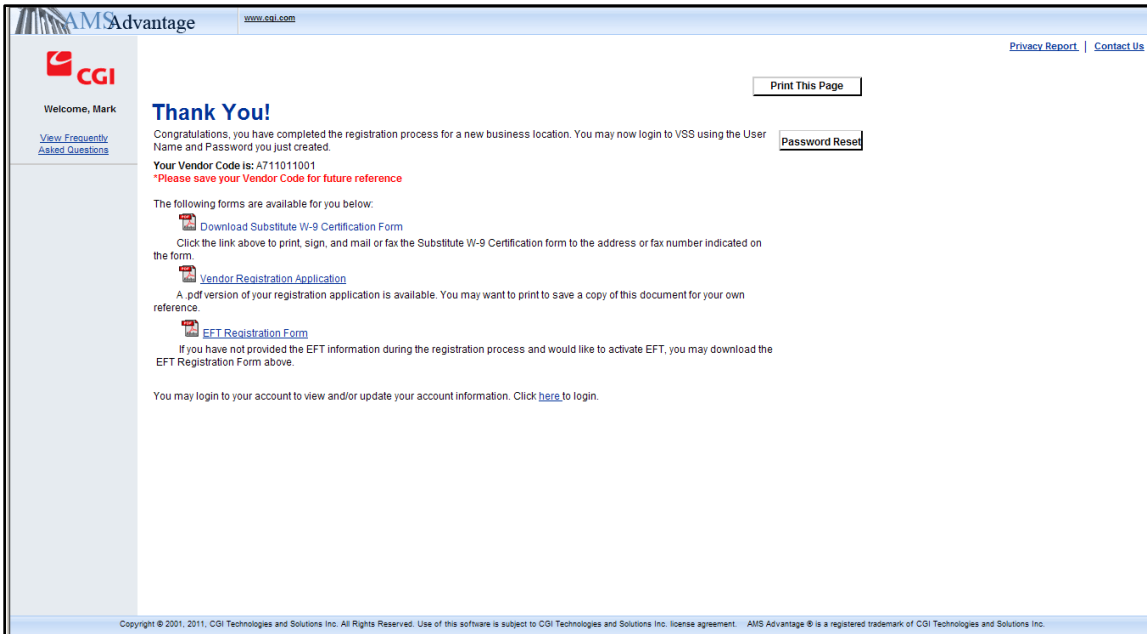 AMSAdvantage
www.cgi.com
Privacy Report | Contact Us
CGI
Print This Page
Welcome, Mark
Thank You!
View Frequently
Asked Questions
Congratulations, you have completed the registration process for a new business location. You may now login to VSS using the User
Name and Password you just created.
Password Reset
Your Vendor Code is: A711011001
*Please save your Vendor Code for future reference
The following forms are available for you below:
Download Substitute W-9 Certification Form
Click the link above to print, sign, and mail or fax the Substitute W-9 Certification form to the address or fax number indicated on
the form.
Vendor Registration Application
A .pdf version of your registration application is available. You may want to print to save a copy of this document for your own
reference.
EFT Registration Form
If you have not provided the EFT information during the registration process and would like to activate EFT, you may download the
EFT Registration Form above.
You may login to your account to view and/or update your account information. Click here to login.
Copyright © 2001, 2011, CGI Technologies and Solutions Inc. All Rights Reserved. Use of this software is subject to CGI Technologies and Solutions Inc. license agreement. AMS Advantage ® is a registered trademark of CGI Technologies and Solutions Inc.